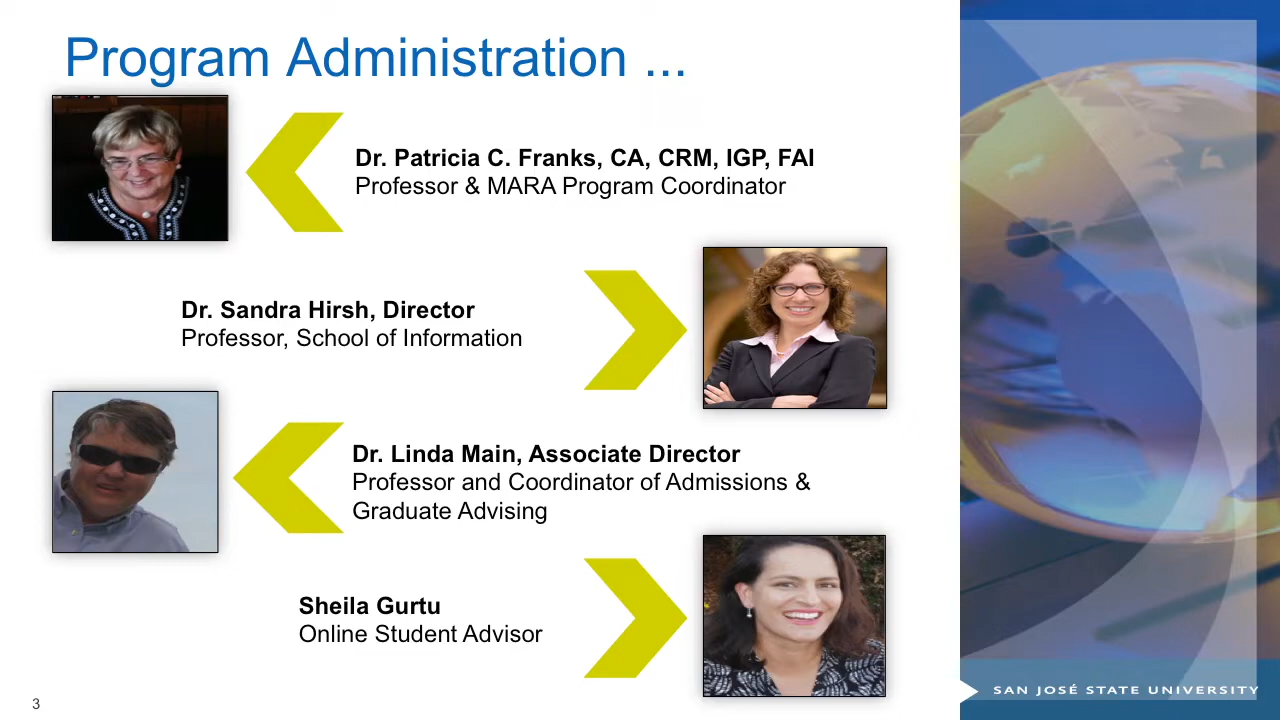 Program Administration ...
Dr. Patricia C. Franks, CA, CRM, IGP, FAI
Professor & MARA Program Coordinator
Dr. Sandra Hirsh, Director
Professor, School of Information
Dr. Linda Main, Associate Director
Professor and Coordinator of Admissions &
Graduate Advising
Sheila Gurtu
Online Student Advisor
3
SAN JOSÉ STATE UNIVERSITY